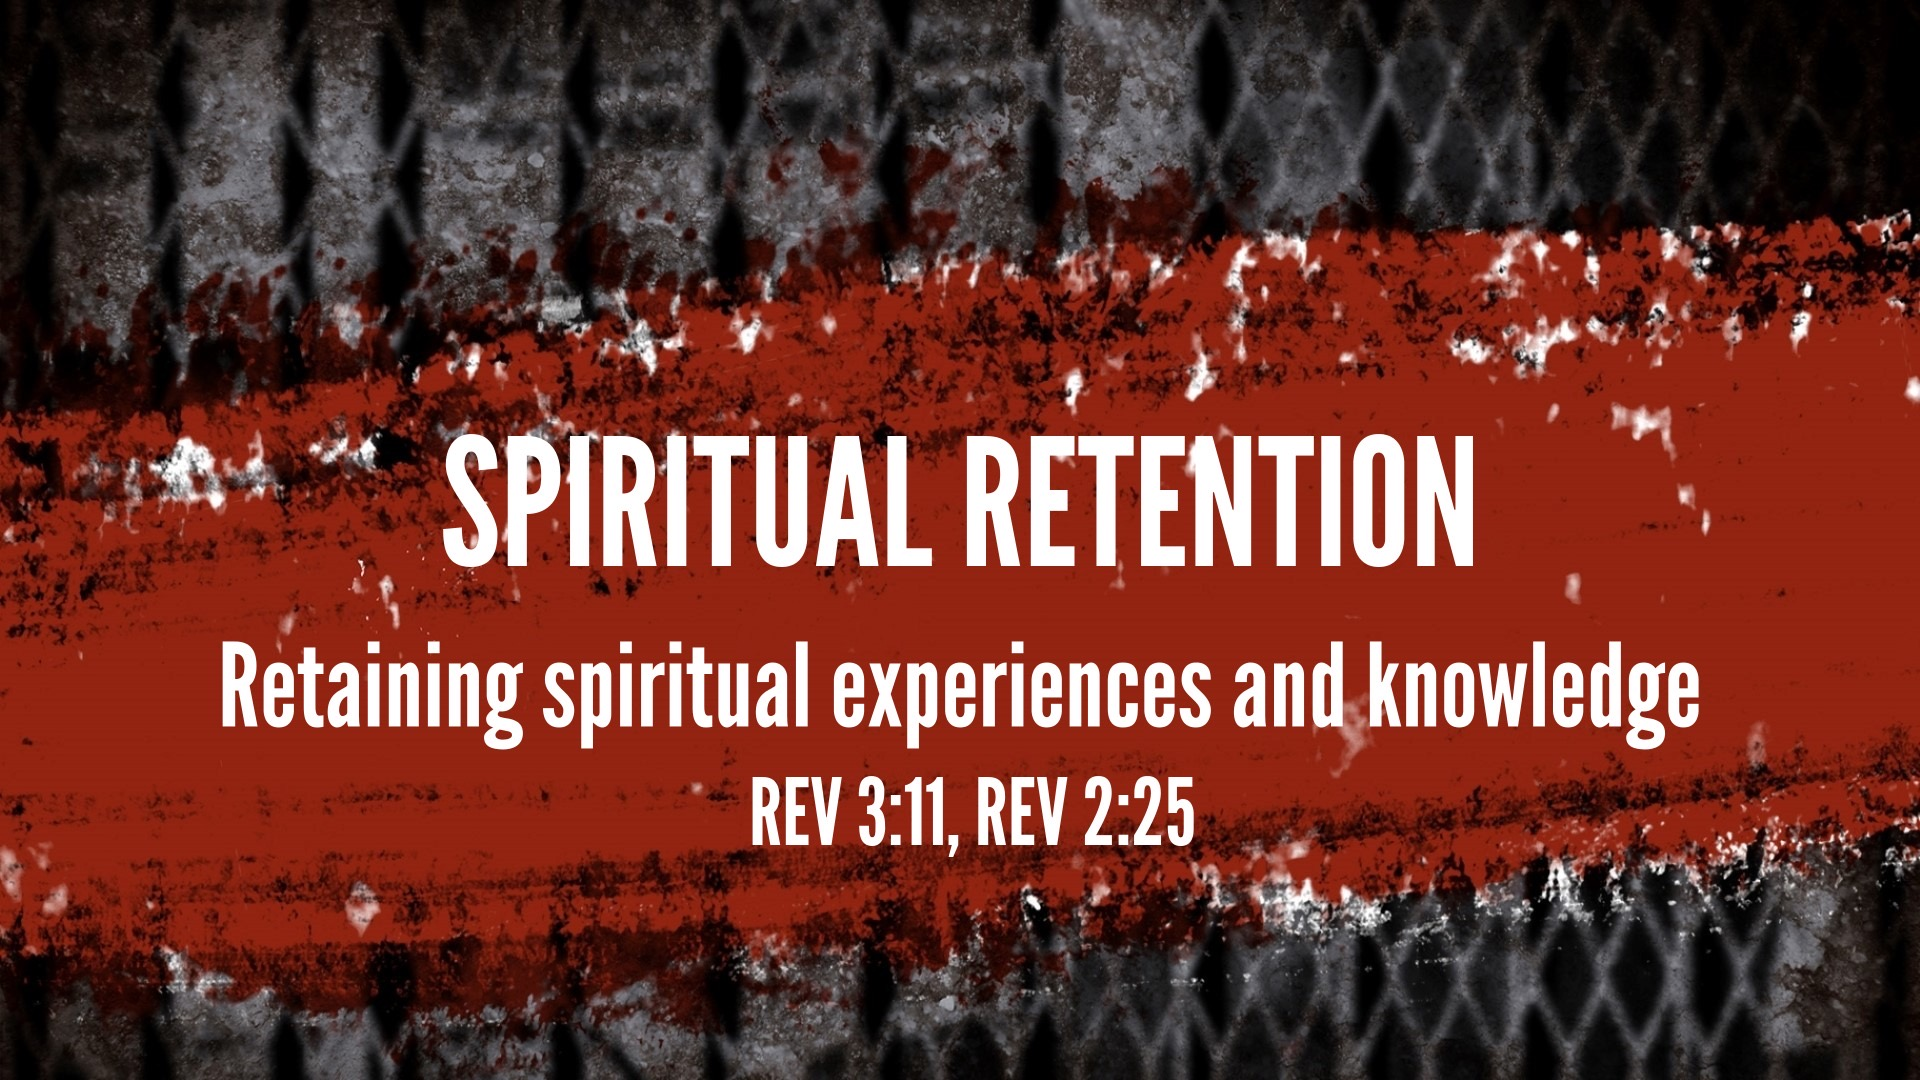 SPIRITUAL RETENTION
Retaining spiritual experiences and knowledge
REV 3:11, REV 2:25